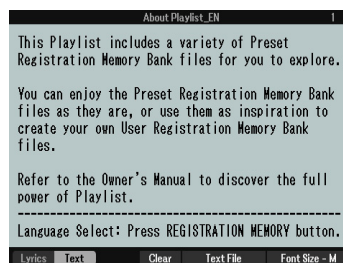 About Playlist_EN 1
This Playlist includes a variety of Preset
Registration Memory Bank files for you to explore.
You can enjoy the Preset Registration Memory Bank
files as they are, or use them as inspiration to
create your own User Registration Memory Bank
files.
Refer to the Owner's Manual to discover the full
power of Playlist.
--------------------------------------------------
Language Select: Press REGISTRATION MEMORY button.
Lyrics Text Clear Text File Font Size - M